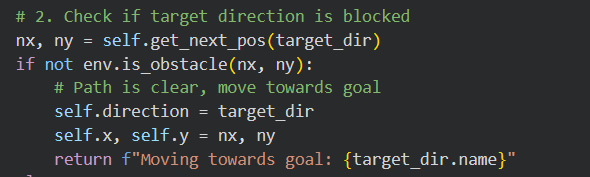 # 2. Check if target direction is blocked
nx, ny = self.get_next_pos(target_dir)
if not env.is_obstacle(nx, ny):
    # Path is clear, move towards goal
    self.direction = target_dir
    self.x, self.y = nx, ny
    return f"Moving towards goal: {target_dir.name}"